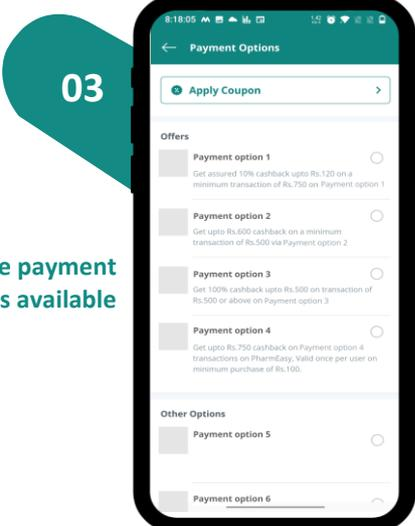 03
e payment
s available
8:18:05
Payment Options
Apply Coupon
Offers
Payment option 1
Get assured 10% cashback upto Rs.120 on a
minimum transaction of Rs.750 on Payment option 1
Payment option 2
Get upto Rs.600 cashback on a minimum
transaction of Rs.500 via Payment option 2
Payment option 3
Get 100% cashback upto Rs.500 on transaction of
Rs.500 or above on Payment option 3
Payment option 4
Get upto Rs.750 cashback on Payment option 4
transactions on PharmEasy, Valid once per user on
minimum purchase of Rs.100.
Other Options
Payment option 5
Payment option 6